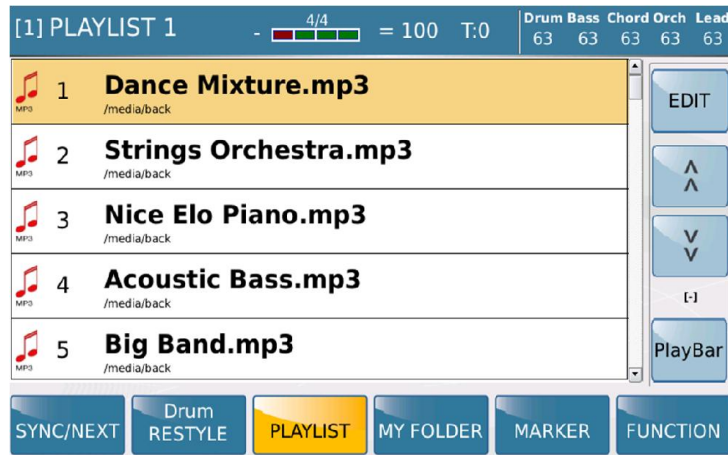 [1] PLAYLIST 1 - 4/4 = 100 T:0
Drum Bass Chord Orch Lead
63 63 63 63 63
MP3 1 Dance Mixture.mp3
/media/back
MP3 2 Strings Orchestra.mp3
/media/back
MP3 3 Nice Elo Piano.mp3
/media/back
MP3 4 Acoustic Bass.mp3
/media/back
MP3 5 Big Band.mp3
/media/back
EDIT
[-]
PlayBar
SYNC/NEXT
Drum
RESTYLE
PLAYLIST
MY FOLDER
MARKER
FUNCTION